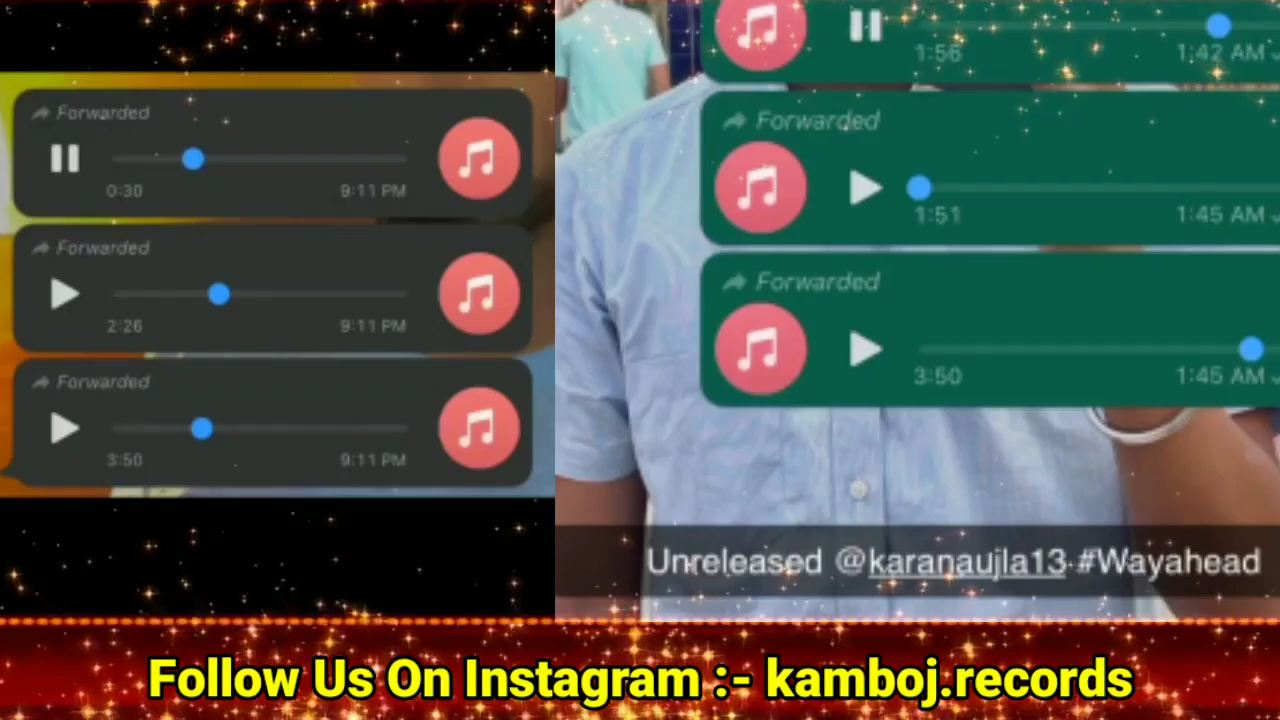 Forwarded
0:30 9:11 PM
Forwarded
2:26 9:11 PM
Forwarded
3:50 9:11 PM
1:56 1:42 AM
Forwarded
1:51 1:45 AM
Forwarded
3:50 1:45 AM
Unreleased @karanaujla13 #Wayahead
Follow Us On Instagram :- kamboj.records